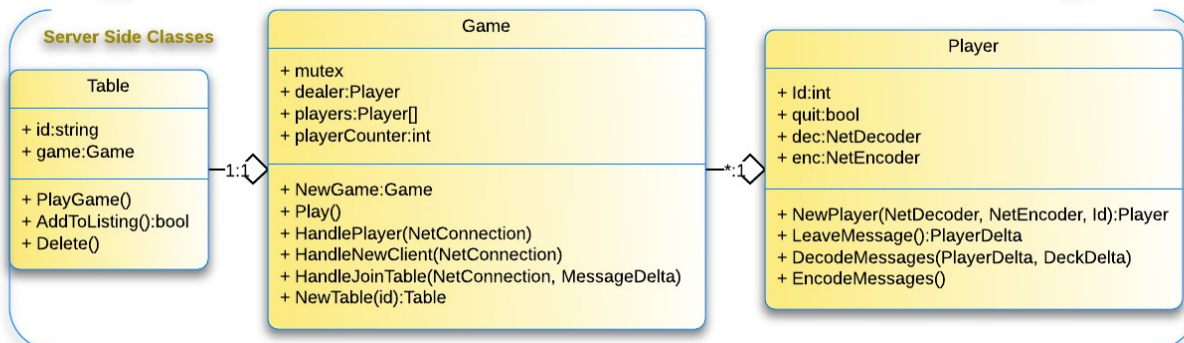 Server Side Classes
Table
+ id:string
+ game:Game
+ PlayGame()
+ AddToListing():bool
+ Delete()
1:1
Game
+ mutex
+ dealer:Player
+ players:Player[]
+ playerCounter:int
+ NewGame:Game
+ Play()
+ HandlePlayer(NetConnection)
+ HandleNewClient(NetConnection)
+ HandleJoinTable(NetConnection, MessageDelta)
+ NewTable(id):Table
*:1
Player
+ Id:int
+ quit:bool
+ dec:NetDecoder
+ enc:NetEncoder
+ NewPlayer(NetDecoder, NetEncoder, Id):Player
+ LeaveMessage():PlayerDelta
+ DecodeMessages(PlayerDelta, DeckDelta)
+ EncodeMessages()